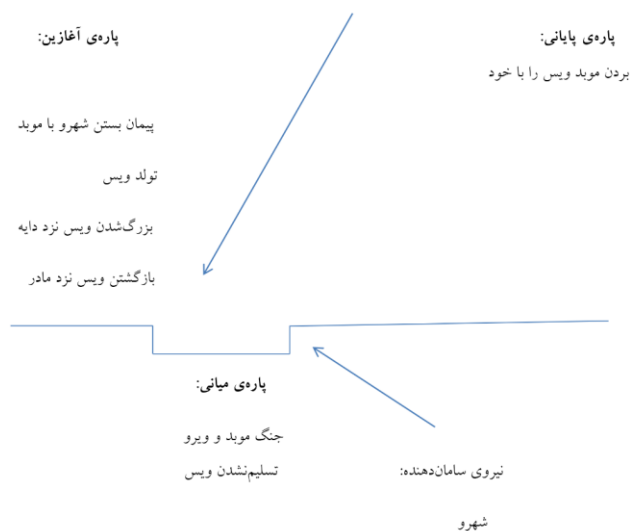 پاره‌ی آغازین:
پیمان بستن شهرو با موبد
تولد ویس
بزرگ‌شدن ویس نزد دایه
بازگشتن ویس نزد مادر
پاره‌ی پایانی:
بردن موبد ویس را با خود
پاره‌ی میانی:
جنگ موبد و ویرو
تسلیم‌نشدن ویس
نیروی سامان‌دهنده:
شهرو